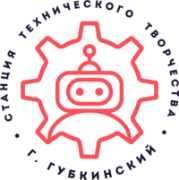 СТАНЦИЯ ТЕХНИЧЕСКОГО ТВОРЧЕСТВА
Г. ГУБКИНСКИЙ